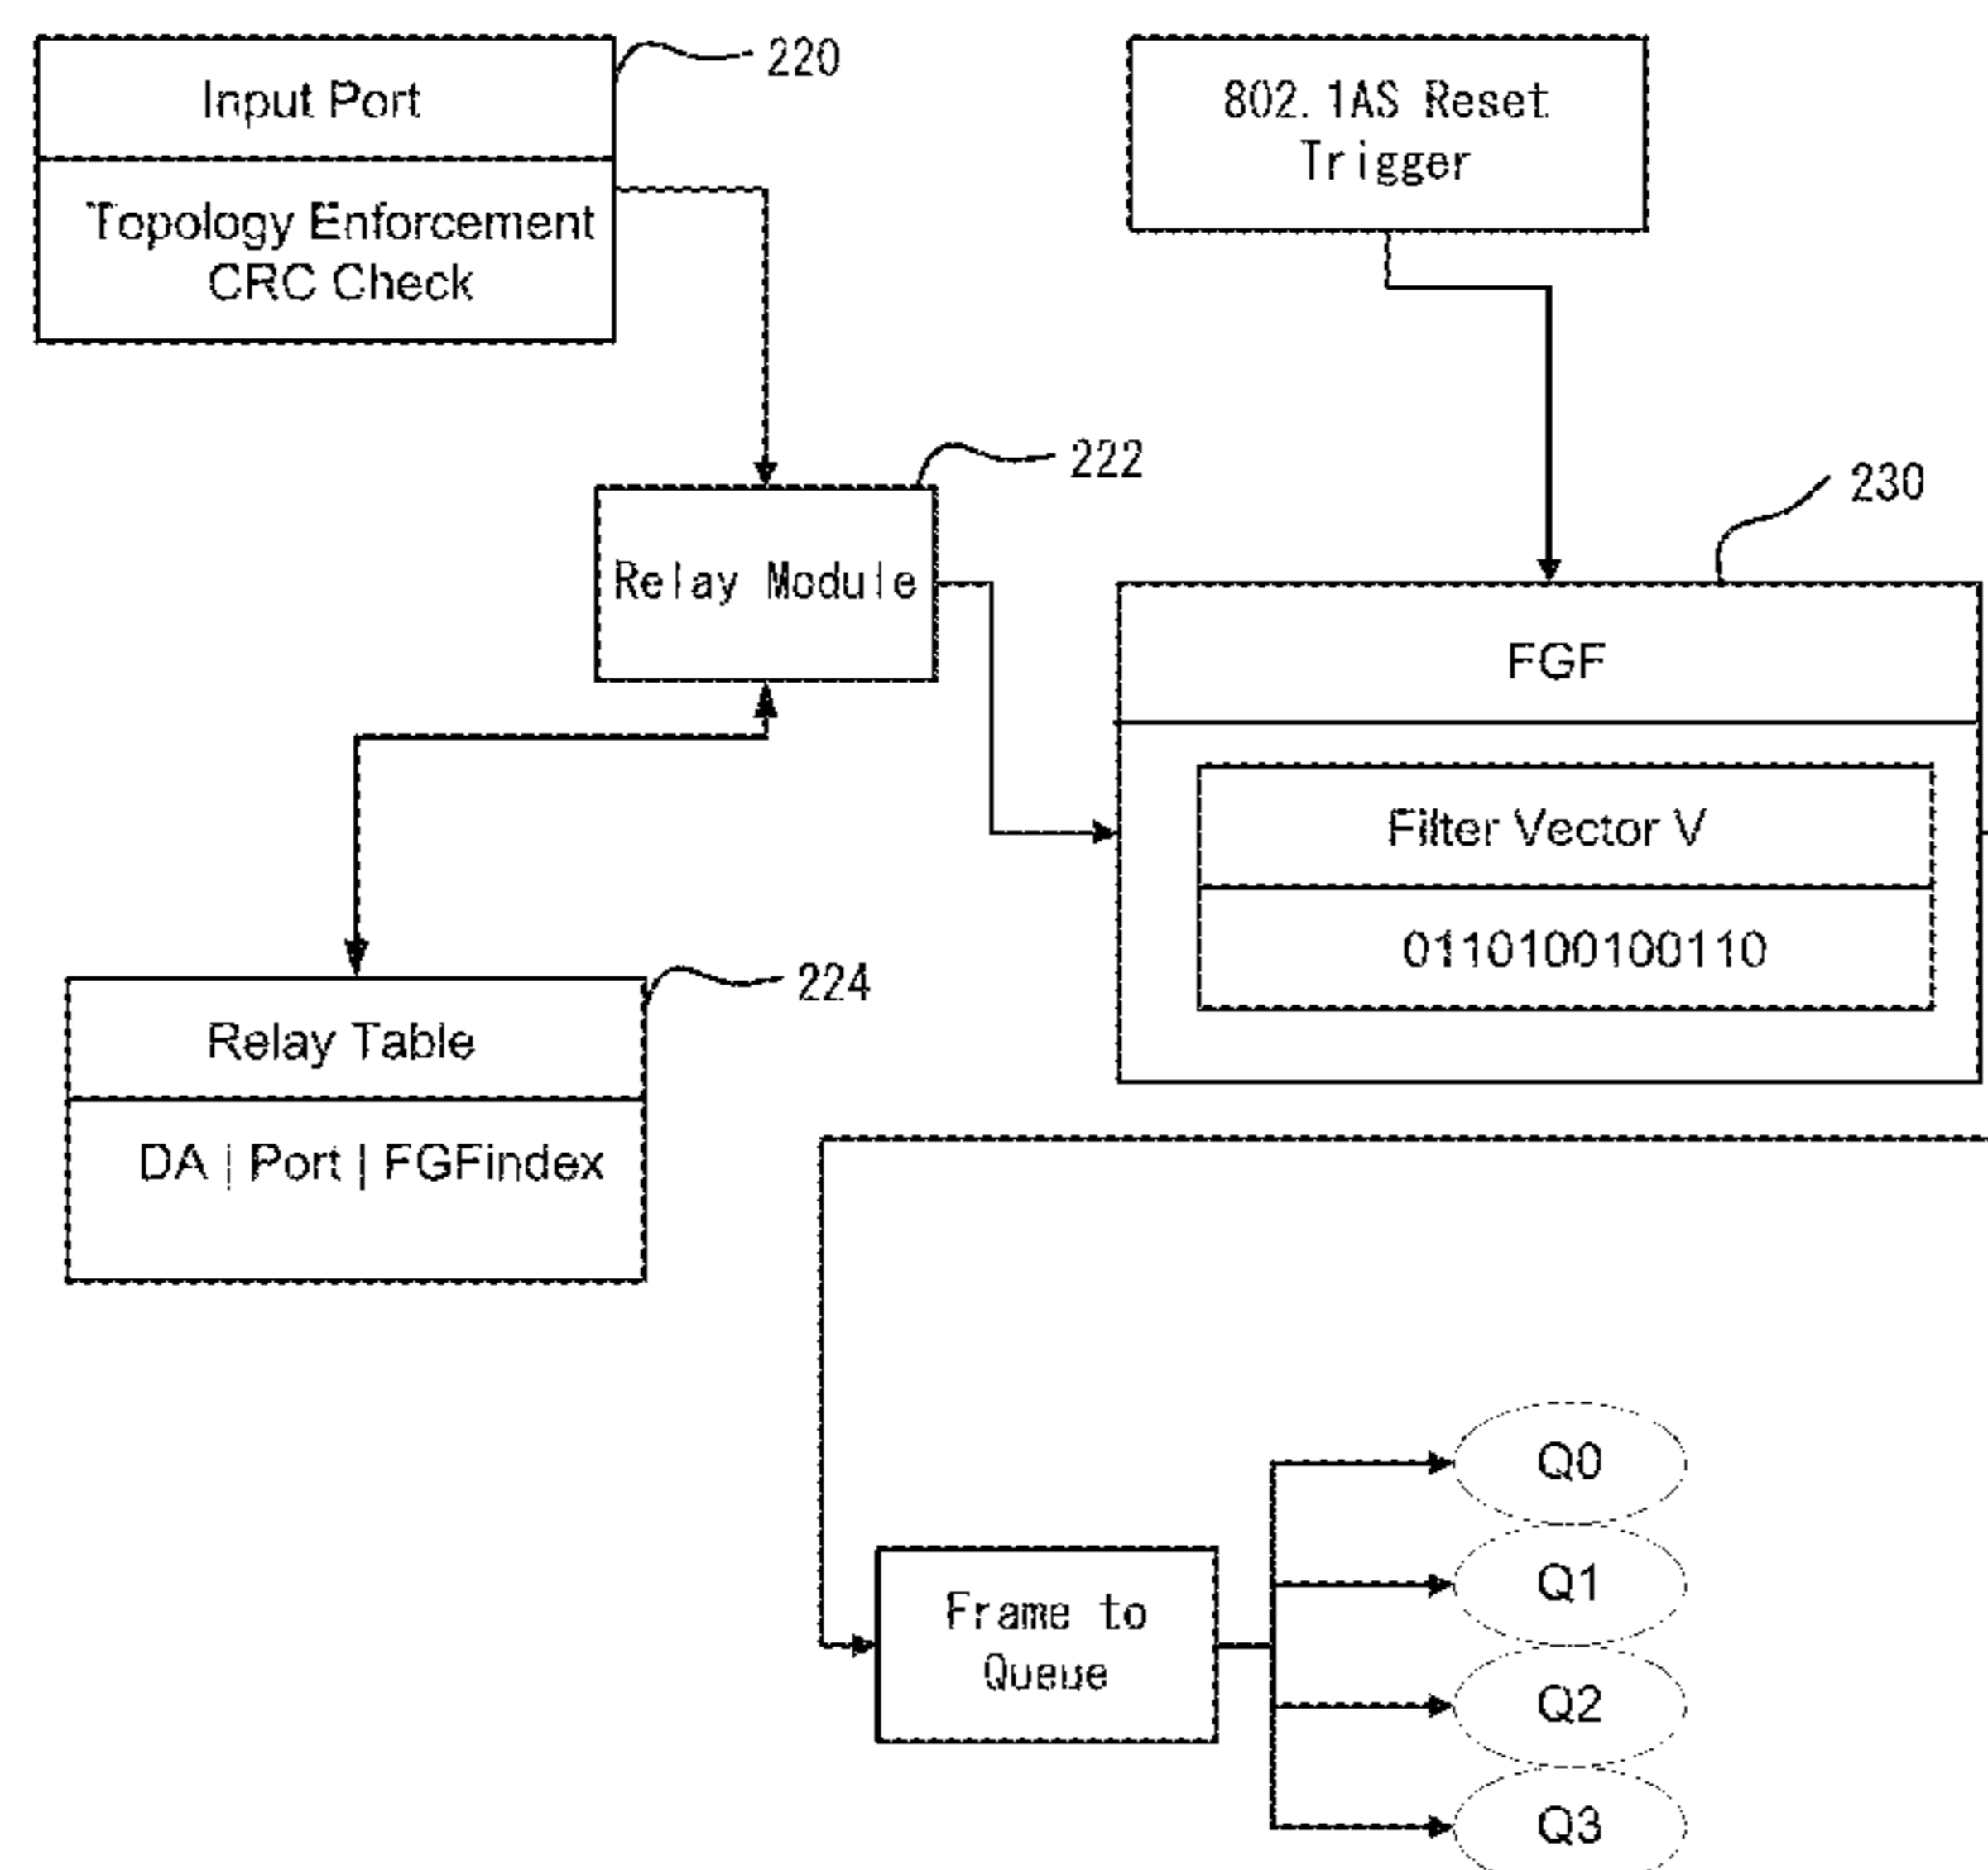 220
Input Port
Topology Enforcement
CRC Check
802.1AS Reset
Trigger
222
Relay Module
230
FGF
Filter Vector V
0110100100110
224
Relay Table
DA | Port | FGFindex
Frame to
Queue
Q0
Q1
Q2
Q3